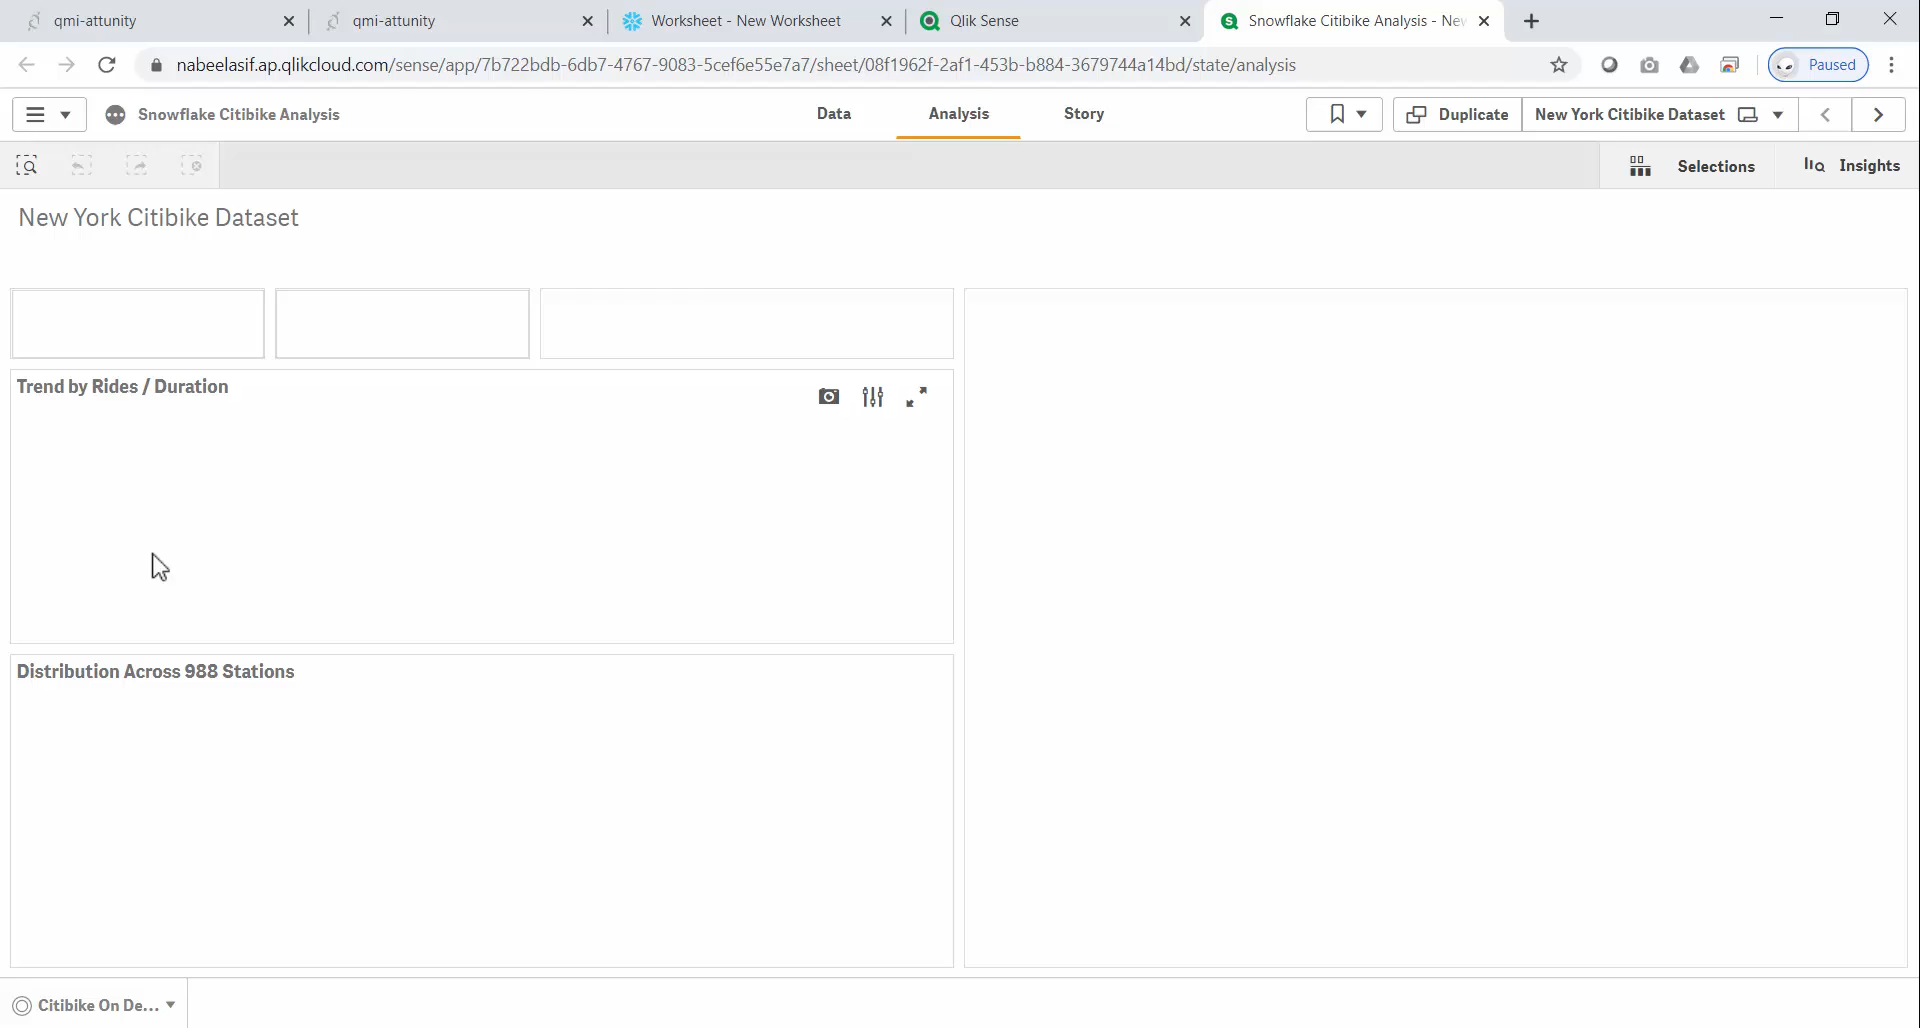 qmi-attunity
qmi-attunity
Worksheet - New Worksheet
Qlik Sense
Snowflake Citibike Analysis - New
nabeelasif.ap.qlikcloud.com/sense/app/7b722bdb-6db7-4767-9083-5cef6e55e7a7/sheet/08f1962f-2af1-453b-b884-3679744a14bd/state/analysis
Paused
Snowflake Citibike Analysis
Data
Analysis
Story
Duplicate
New York Citibike Dataset
Selections
Insights
New York Citibike Dataset
Trend by Rides / Duration
Distribution Across 988 Stations
Citibike On De...